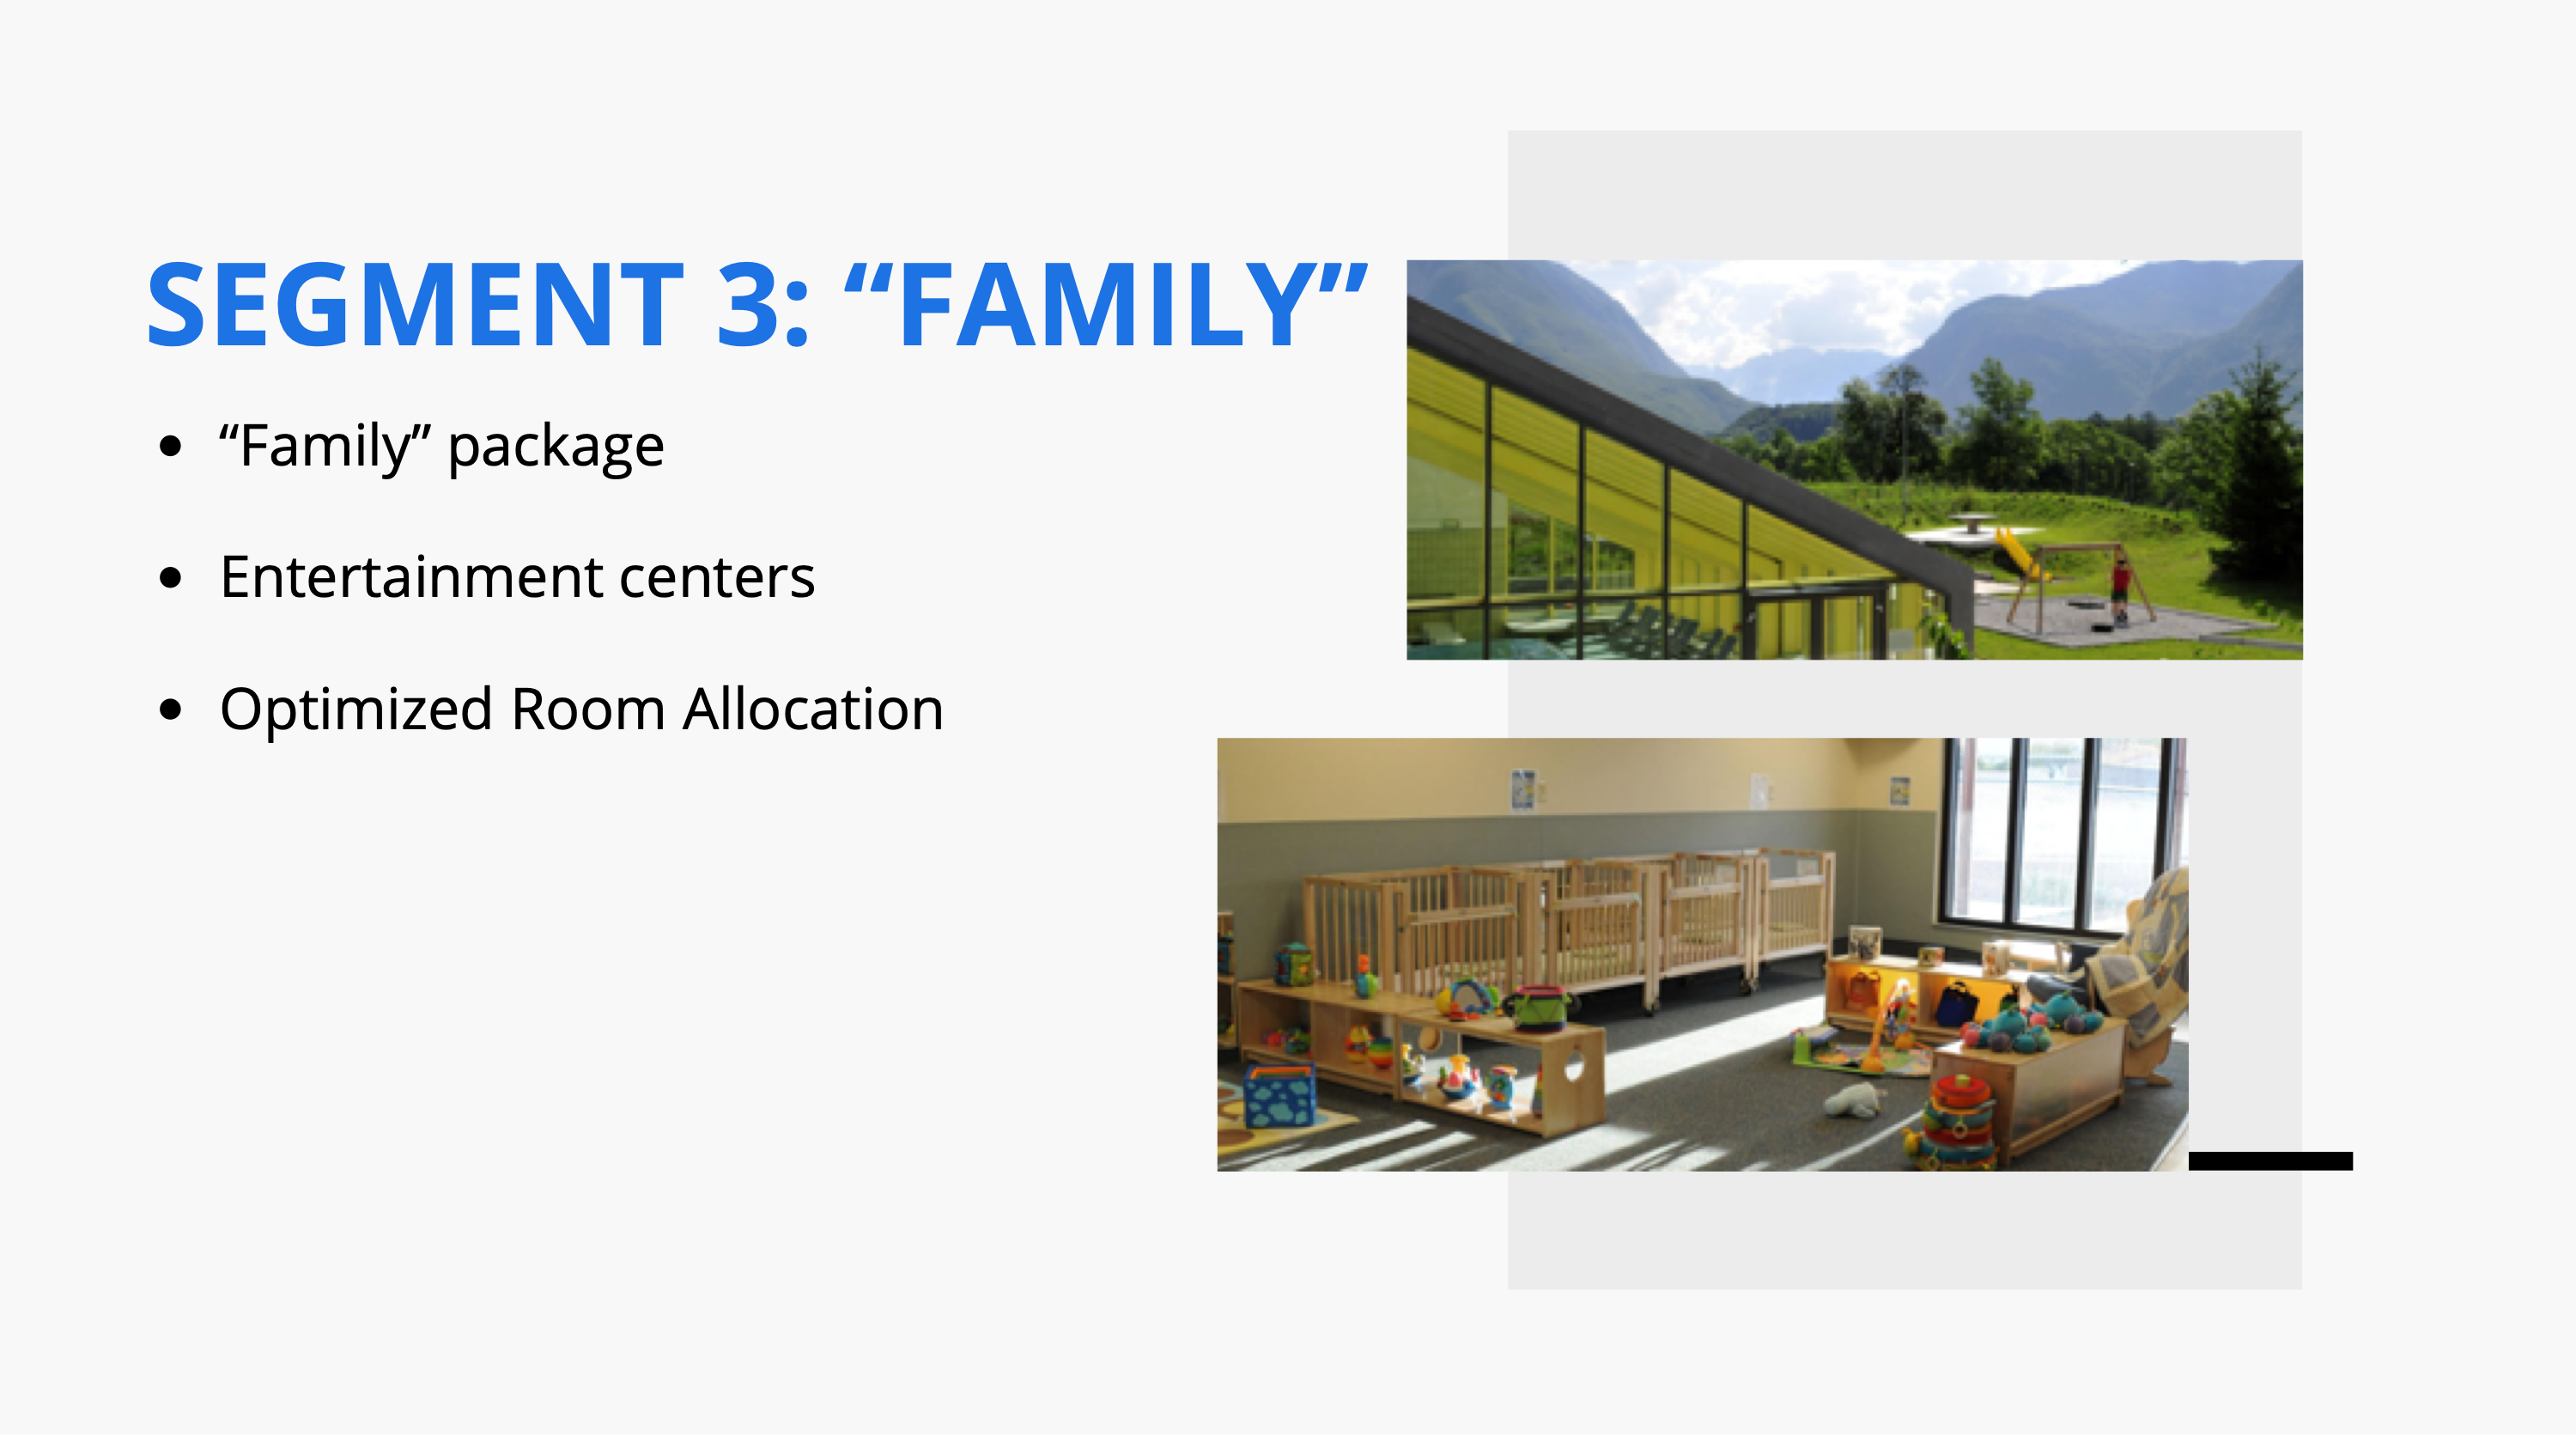 SEGMENT 3: “FAMILY”
“Family” package
Entertainment centers
Optimized Room Allocation